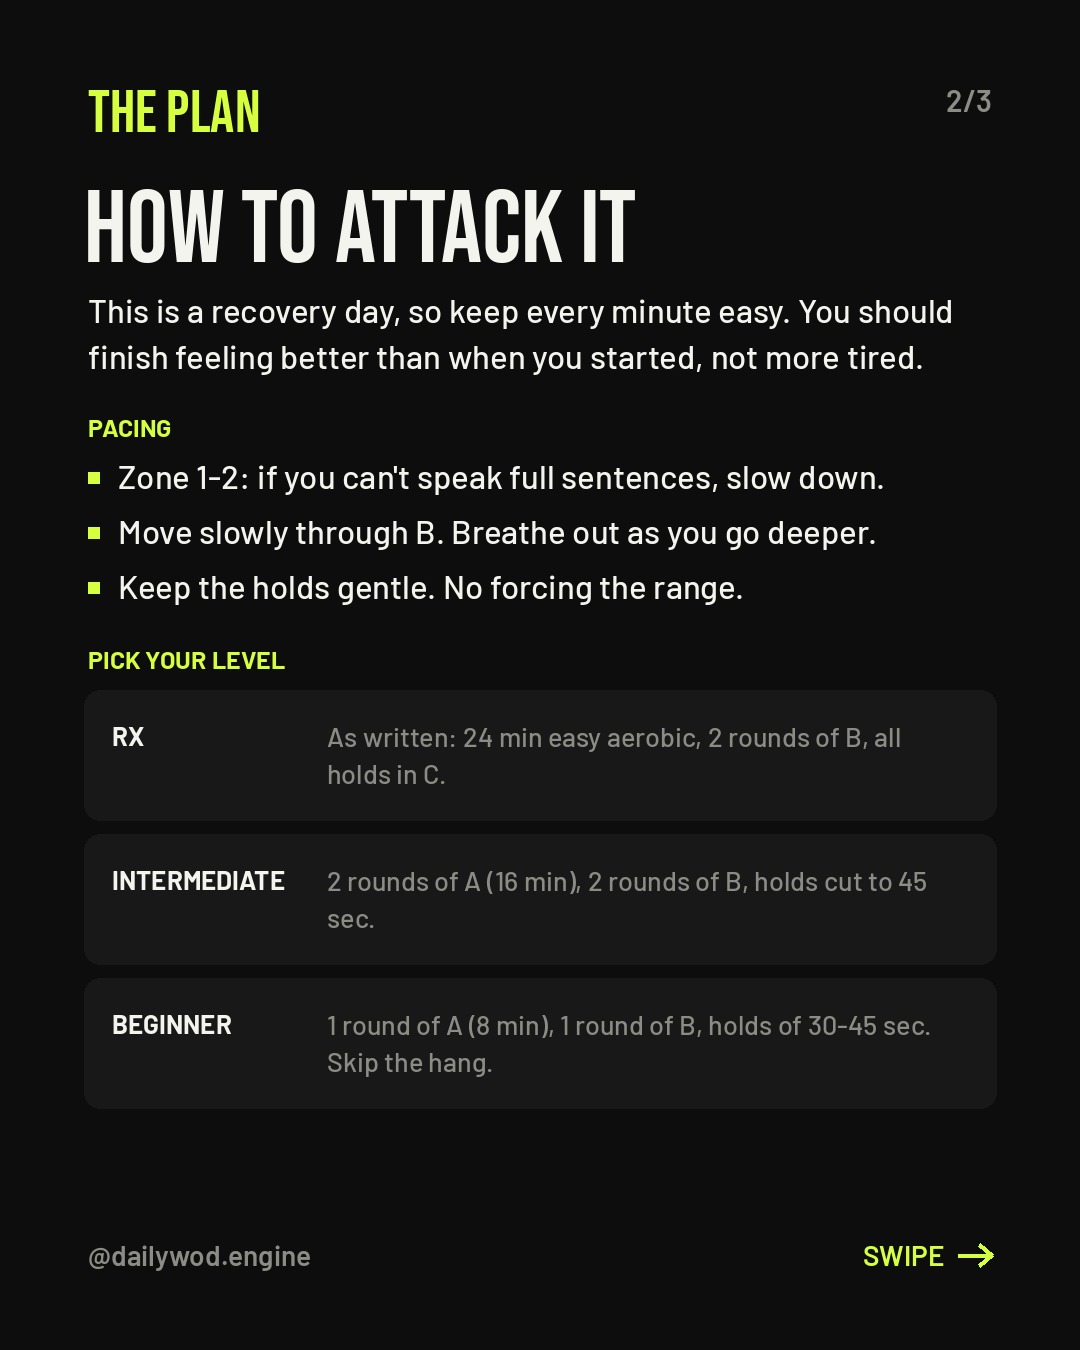 THE PLAN
2/3
HOW TO ATTACK IT
This is a recovery day, so keep every minute easy. You should
finish feeling better than when you started, not more tired.
PACING
Zone 1-2: if you can't speak full sentences, slow down.
Move slowly through B. Breathe out as you go deeper.
Keep the holds gentle. No forcing the range.
PICK YOUR LEVEL
RX
As written: 24 min easy aerobic, 2 rounds of B, all
holds in C.
INTERMEDIATE
2 rounds of A (16 min), 2 rounds of B, holds cut to 45
sec.
BEGINNER
1 round of A (8 min), 1 round of B, holds of 30-45 sec.
Skip the hang.
@dailywod.engine
SWIPE →